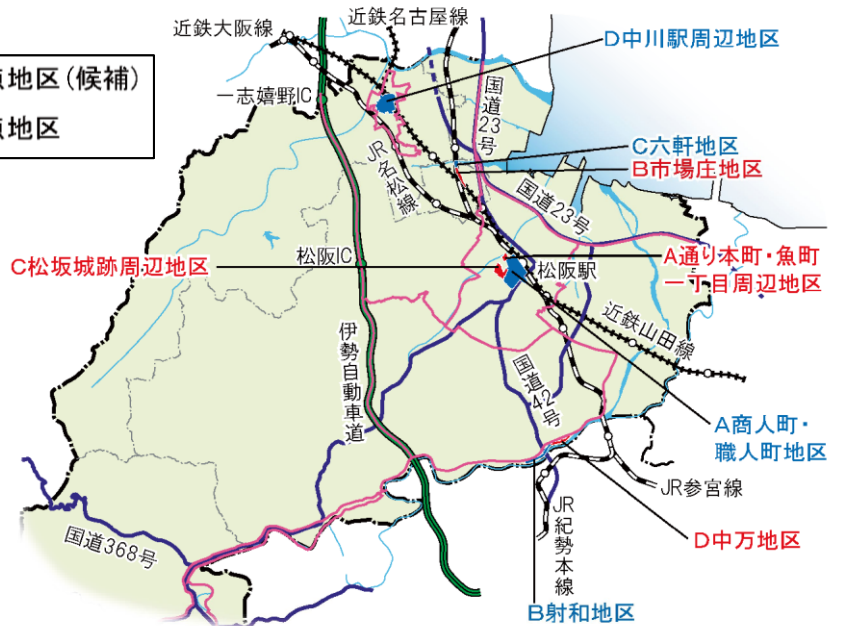 近鉄大阪線
近鉄名古屋線
D中川駅周辺地区
地区(候補)
地区
一志嬉野IC
国道23号
JR名松線
C六軒地区
B市場庄地区
国道23号
C松坂城跡周辺地区
松阪IC
松阪駅
A通り本町・魚町
一丁目周辺地区
近鉄山田線
伊勢自動車道
国道42号
A商人町・
職人町地区
JR参宮線
JR紀勢本線
D中万地区
国道368号
B射和地区